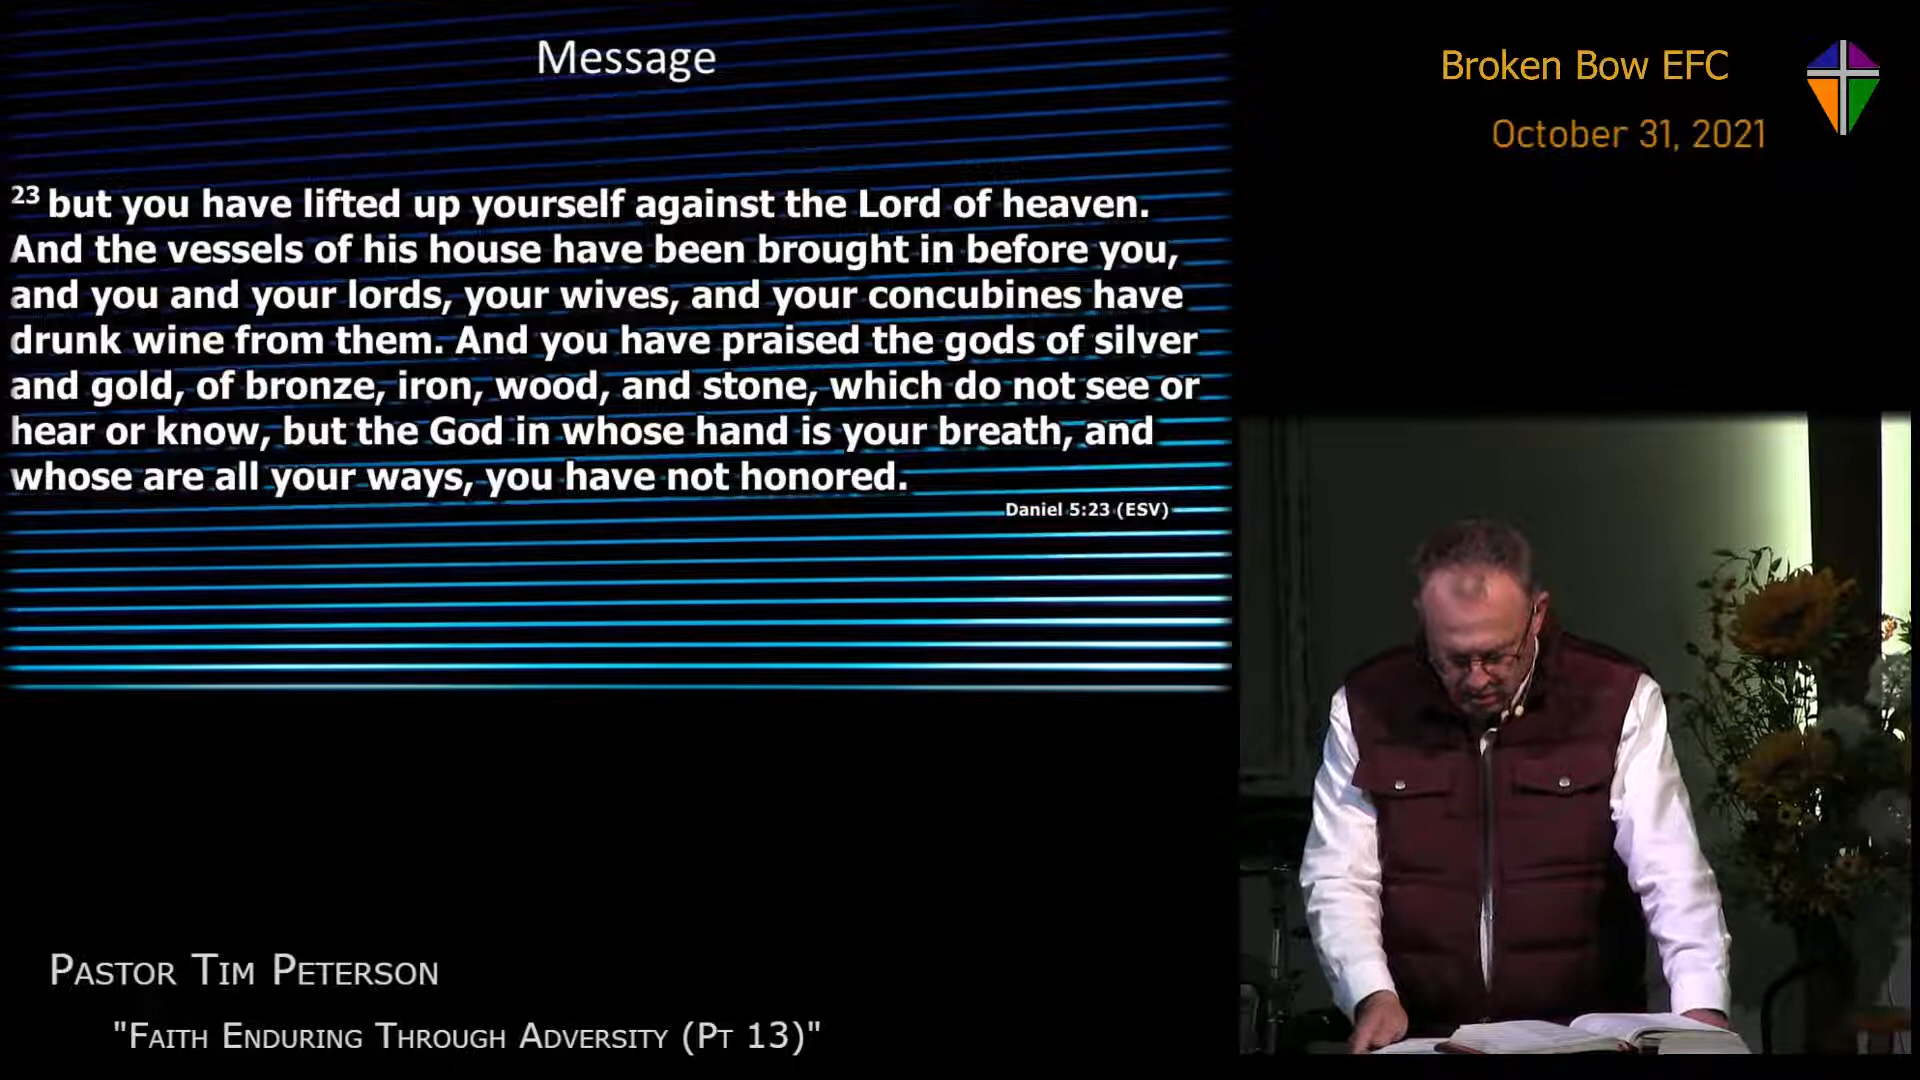 Message
Broken Bow EFC
October 31, 2021
23 but you have lifted up yourself against the Lord of heaven.
And the vessels of his house have been brought in before you,
and you and your lords, your wives, and your concubines have
drunk wine from them. And you have praised the gods of silver
and gold, of bronze, iron, wood, and stone, which do not see or
hear or know, but the God in whose hand is your breath, and
whose are all your ways, you have not honored.
Daniel 5:23 (ESV)
Pastor Tim Peterson
"Faith Enduring Through Adversity (Pt 13)"